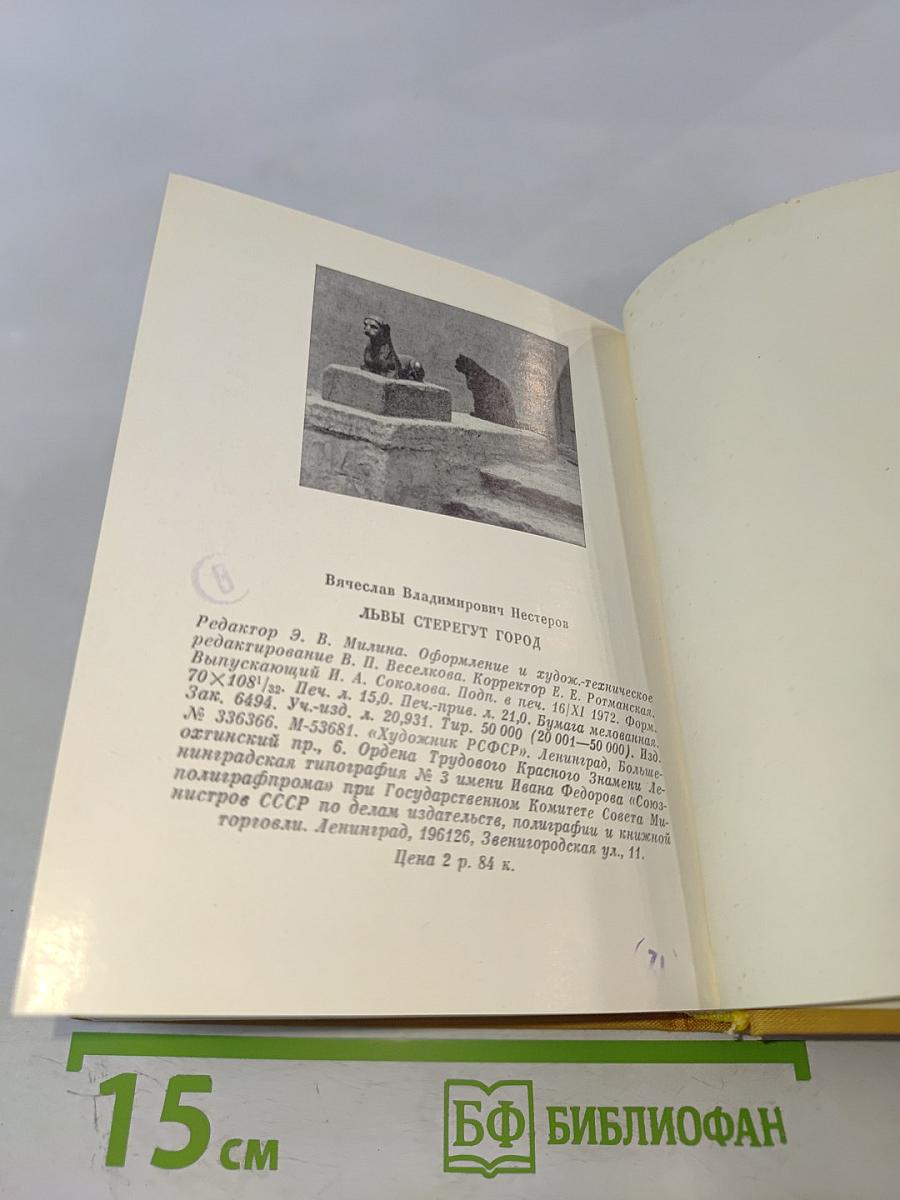 Вячеслав Владимирович Нестеров
ЛЬВЫ СТЕРЕГУТ ГОРОД
Редактор Э. В. Милина. Оформление и худож.-техническое
редактирование В. П. Веселкова. Корректор Е. Е. Ротманская.
Выпускающий И. А. Соколова. Подп. в печ. 16/XI 1972. Форм.
70×108¹/₃₂. Печ. л. 15,0. Печ.-прив. л. 21,0. Бумага мелованная.
Зак. 6494. Уч.-изд. л. 20,931. Тир. 50 000 (20 001—50 000). Изд.
№ 336366. М-53681. «Художник РСФСР». Ленинград, Больше-
охтинский пр., 6. Ордена Трудового Красного Знамени Ле-
нинградская типография № 3 имени Ивана Федорова «Союз-
полиграфпрома» при Государственном Комитете Совета Ми-
нистров СССР по делам издательств, полиграфии и книжной
торговли. Ленинград, 196126, Звенигородская ул., 11.
Цена 2 р. 84 к.
15 см
БФ БИБЛИОФАН